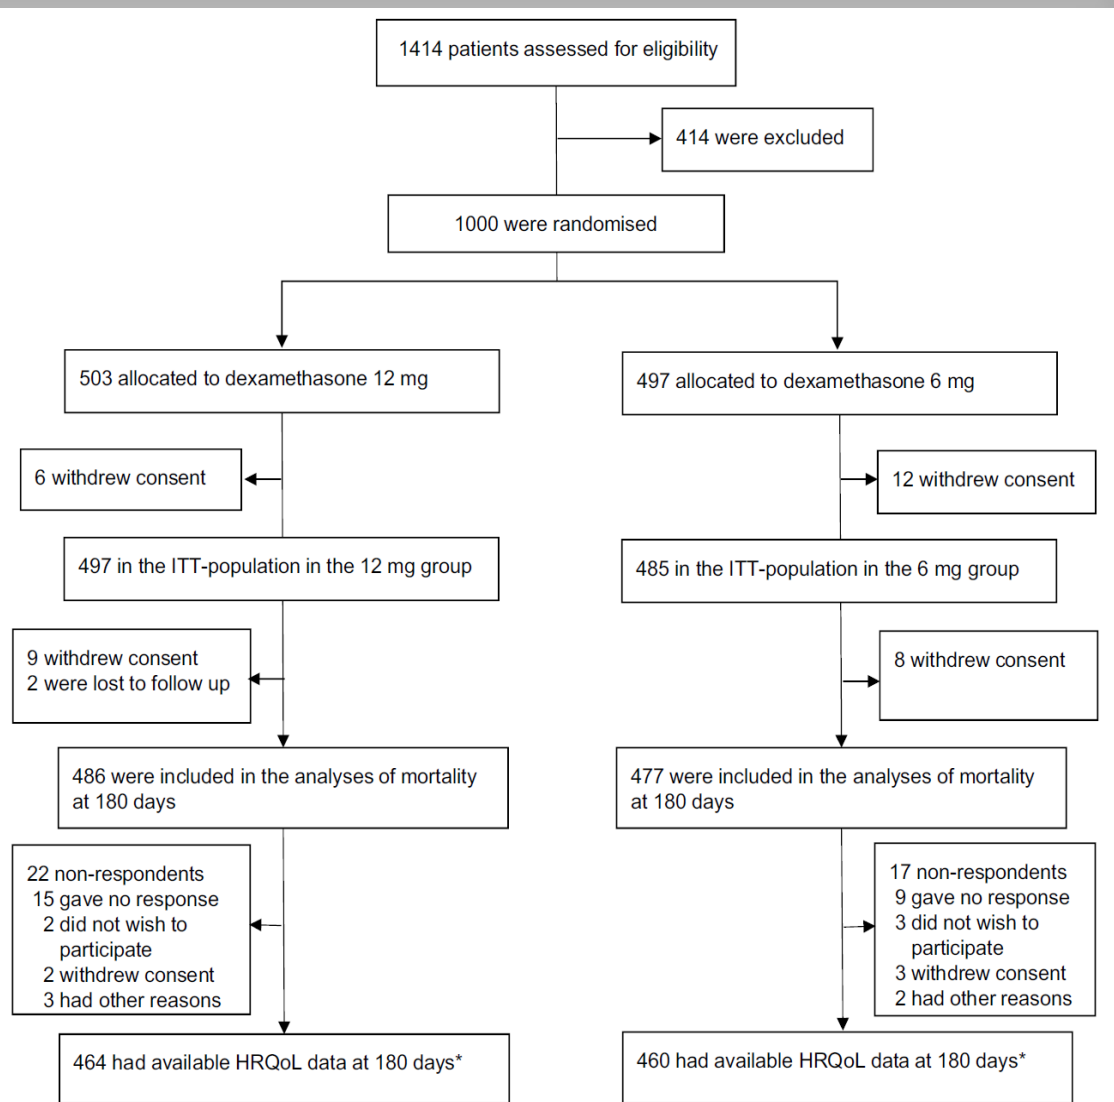 1414 patients assessed for eligibility
414 were excluded
1000 were randomised
503 allocated to dexamethasone 12 mg
497 allocated to dexamethasone 6 mg
6 withdrew consent
12 withdrew consent
497 in the ITT-population in the 12 mg group
485 in the ITT-population in the 6 mg group
9 withdrew consent
2 were lost to follow up
8 withdrew consent
486 were included in the analyses of mortality
at 180 days
477 were included in the analyses of mortality
at 180 days
22 non-respondents
15 gave no response
2 did not wish to
participate
2 withdrew consent
3 had other reasons
17 non-respondents
9 gave no response
3 did not wish to
participate
3 withdrew consent
2 had other reasons
464 had available HRQoL data at 180 days*
460 had available HRQoL data at 180 days*